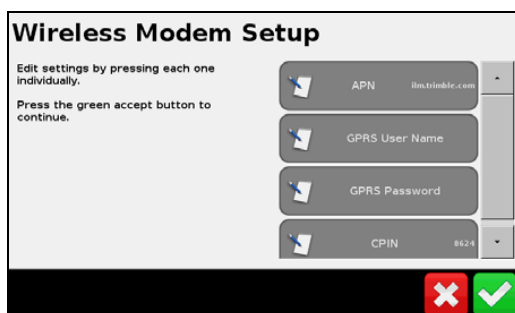 Wireless Modem Setup
Edit settings by pressing each one
individually.
Press the green accept button to
continue.
APN ilm.trimble.com
GPRS User Name
GPRS Password
CPIN 8624